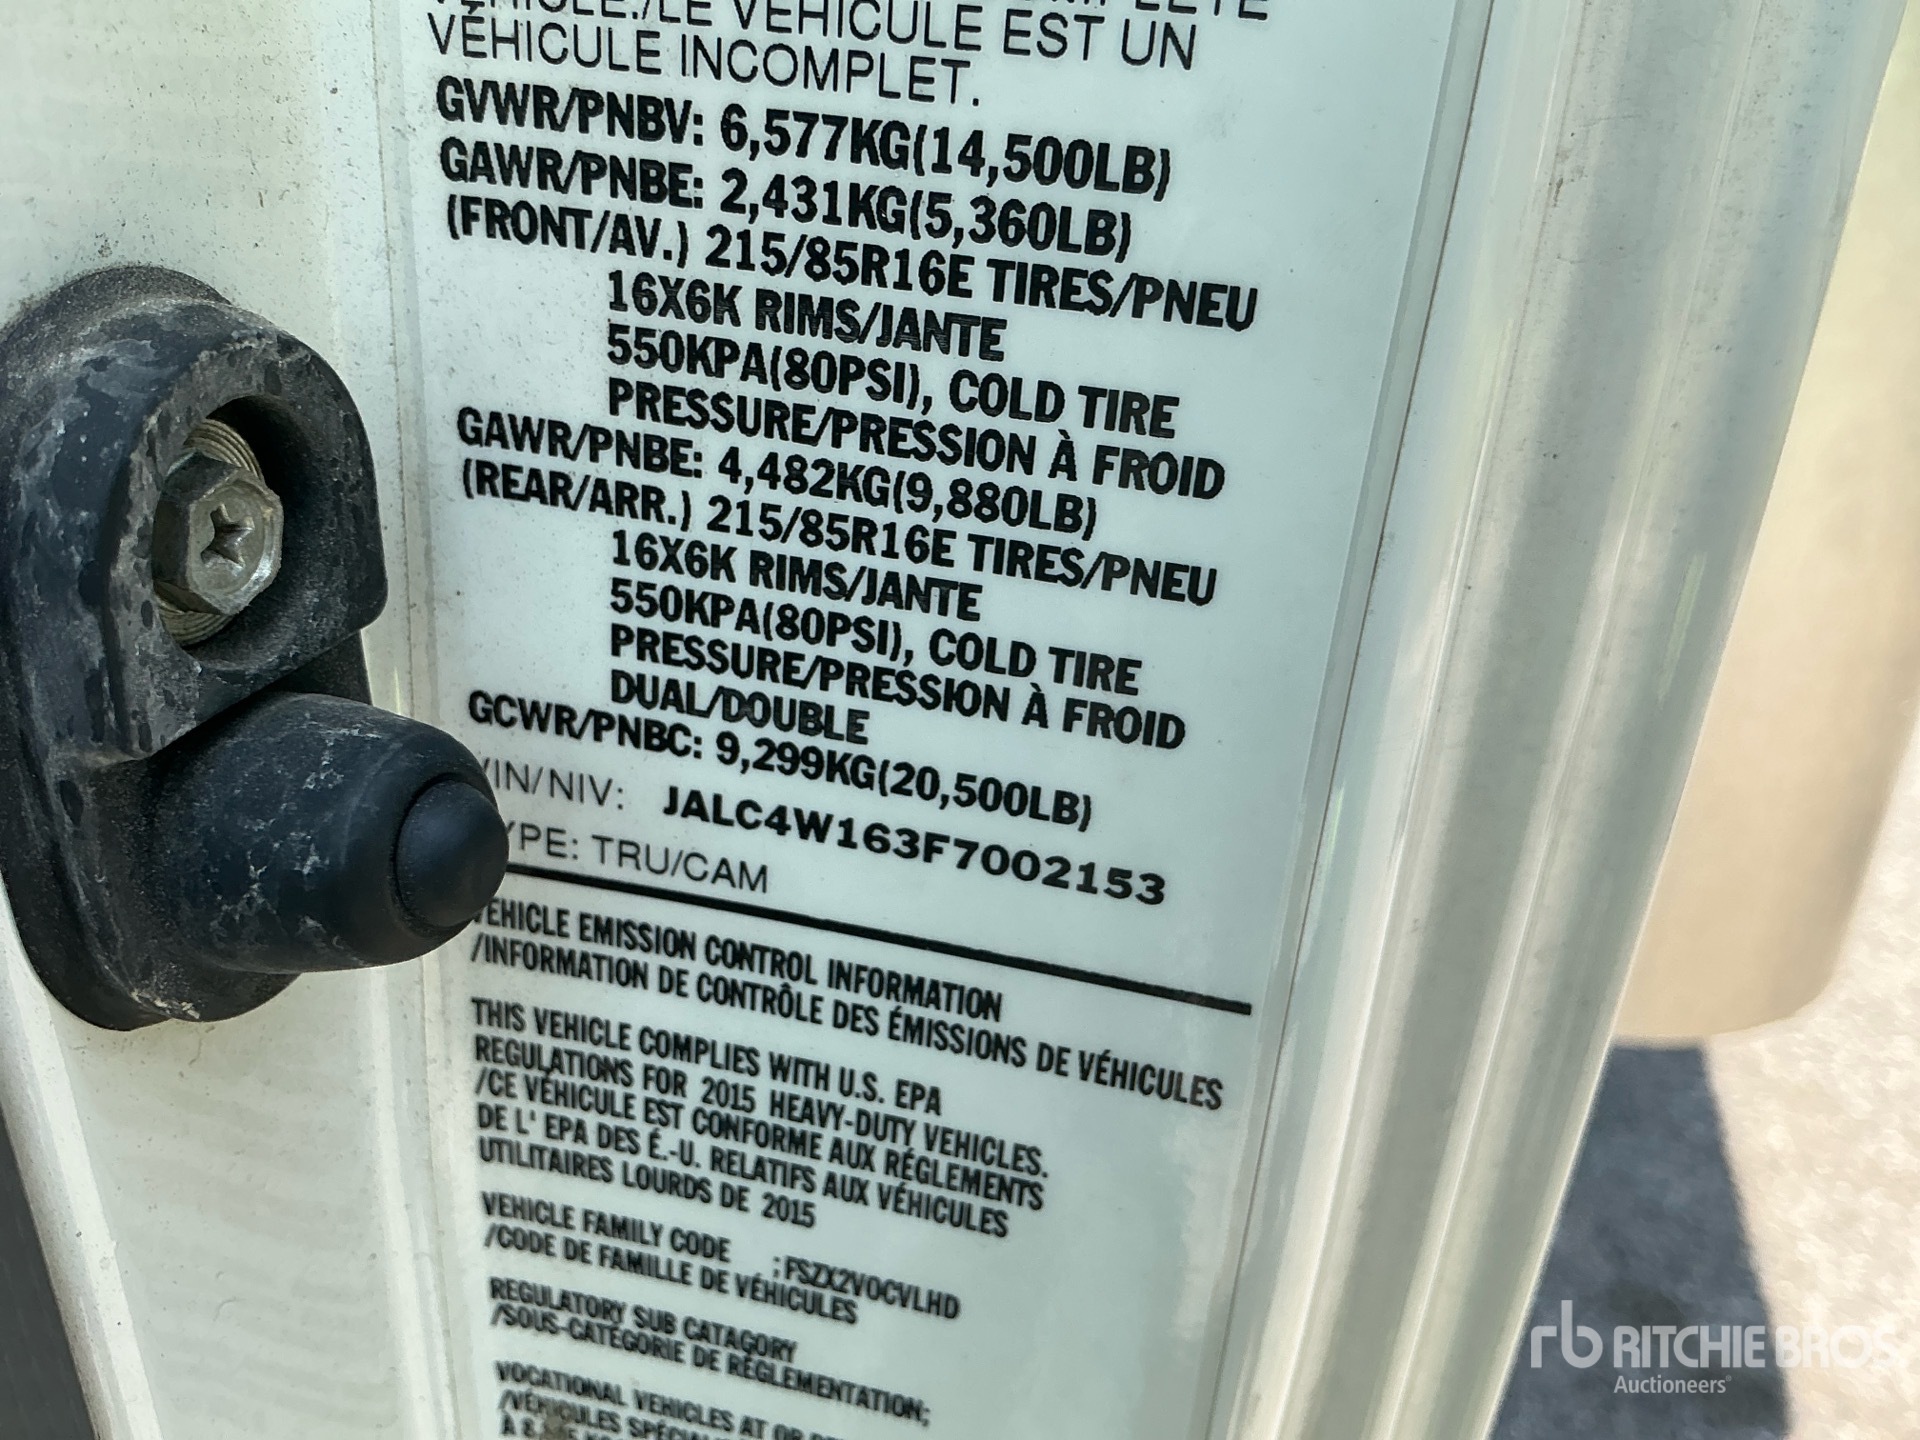 VÉHICULE./LE VÉHICULE EST UN
VÉHICULE INCOMPLET.
GVWR/PNBV: 6,577KG(14,500LB)
GAWR/PNBE: 2,431KG(5,360LB)
(FRONT/AV.) 215/85R16E TIRES/PNEU
16X6K RIMS/JANTE
550KPA(80PSI), COLD TIRE
PRESSURE/PRESSION À FROID
GAWR/PNBE: 4,482KG(9,880LB)
(REAR/ARR.) 215/85R16E TIRES/PNEU
16X6K RIMS/JANTE
550KPA(80PSI), COLD TIRE
PRESSURE/PRESSION À FROID
DUAL/DOUBLE
GCWR/PNBC: 9,299KG(20,500LB)
VIN/NIV: JALC4W163F7002153
YPE: TRU/CAM
VEHICLE EMISSION CONTROL INFORMATION
/INFORMATION DE CONTRÔLE DES ÉMISSIONS DE VÉHICULES
THIS VEHICLE COMPLIES WITH U.S. EPA
REGULATIONS FOR 2015 HEAVY-DUTY VEHICLES.
/CE VÉHICULE EST CONFORME AUX RÉGLEMENTS
DE L' EPA DES É.-U. RELATIFS AUX VÉHICULES
UTILITAIRES LOURDS DE 2015
VEHICLE FAMILY CODE ; FSZX2VOCVLHD
/CODE DE FAMILLE DE VÉHICULES
REGULATORY SUB CATAGORY
/SOUS-CATÉGORIE DE RÉGLEMENTATION;
VOCATIONAL VEHICLES AT OR
/VÉHICULES
rb RITCHIE BROS
Auctioneers